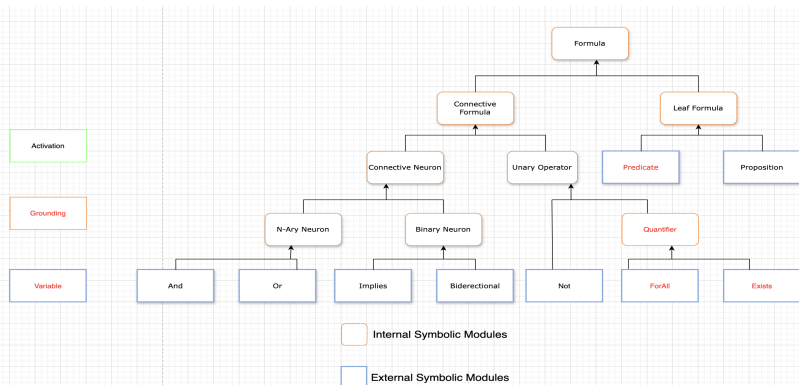 Formula
Connective
Formula
Leaf Formula
Activation
Connective Neuron
Unary Operator
Predicate
Proposition
Grounding
N-Ary Neuron
Binary Neuron
Quantifier
Variable
And
Or
Implies
Biderectional
Not
ForAll
Exists
Internal Symbolic Modules
External Symbolic Modules